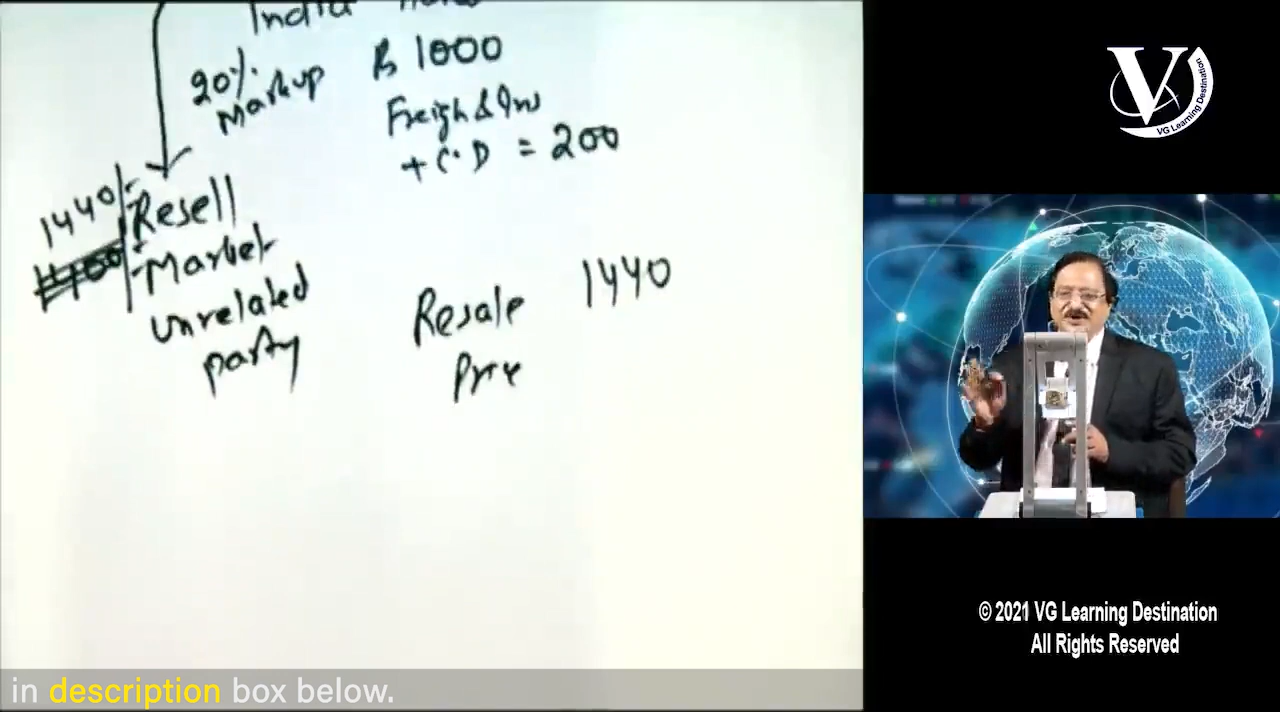 India
20% Rs 1000
Markup
Freigh & Ins
+ C.D = 200
1440/- Resell
Market
unrelated
party
Resale 1440
Price
V
VG Learning Destination
© 2021 VG Learning Destination
All Rights Reserved
in description box below.